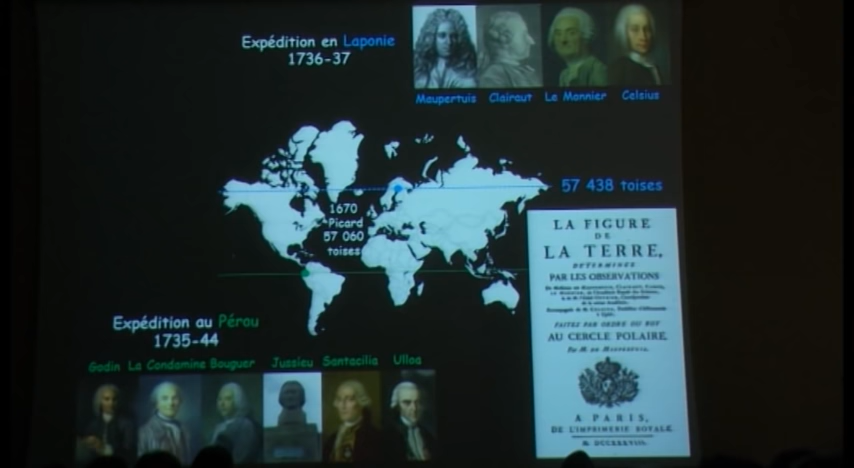 Expédition en Laponie
1736-37
Maupertuis Clairaut Le Monnier Celsius
57 438 toises
1670
Picard
57 060
toises
LA FIGURE
DE
LA TERRE,
DETERMINÉE
PAR LES OBSERVATIONS
FAITES PAR ORDRE DU ROY
AU CERCLE POLAIRE,
A PARIS,
DE L'IMPRIMERIE ROYALE.
M. DCCXXXVIII.
Expédition au Pérou
1735-44
Godin La Condamine Bouguer Jussieu Santacilia Ulloa